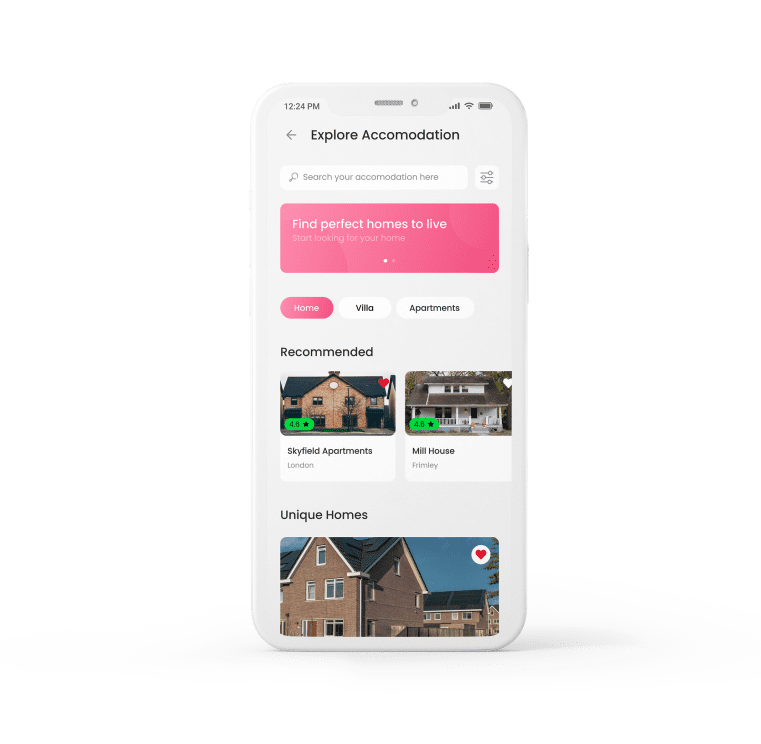 12:24 PM
Explore Accomodation
Search your accomodation here
Find perfect homes to live
Start looking for your home
Home
Villa
Apartments
Recommended
4.6
4.6
Skyfield Apartments
Mill House
London
Frimley
Unique Homes